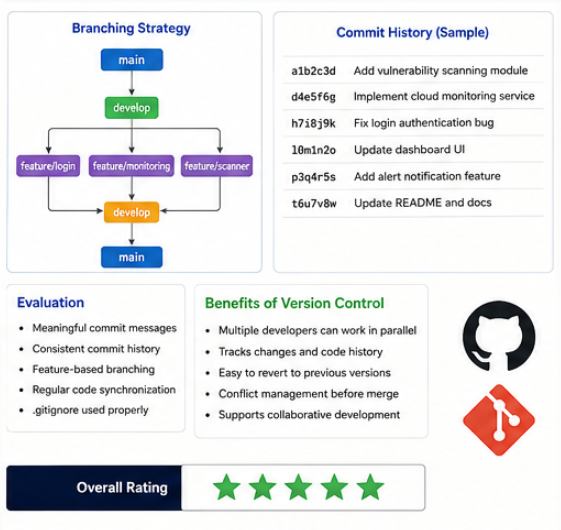 Branching Strategy
main
develop
feature/login
feature/monitoring
feature/scanner
develop
main
Commit History (Sample)
a1b2c3d Add vulnerability scanning module
d4e5f6g Implement cloud monitoring service
h7i8j9k Fix login authentication bug
l0m1n2o Update dashboard UI
p3q4r5s Add alert notification feature
t6u7v8w Update README and docs
Evaluation
• Meaningful commit messages
• Consistent commit history
• Feature-based branching
• Regular code synchronization
• .gitignore used properly
Benefits of Version Control
• Multiple developers can work in parallel
• Tracks changes and code history
• Easy to revert to previous versions
• Conflict management before merge
• Supports collaborative development
Overall Rating